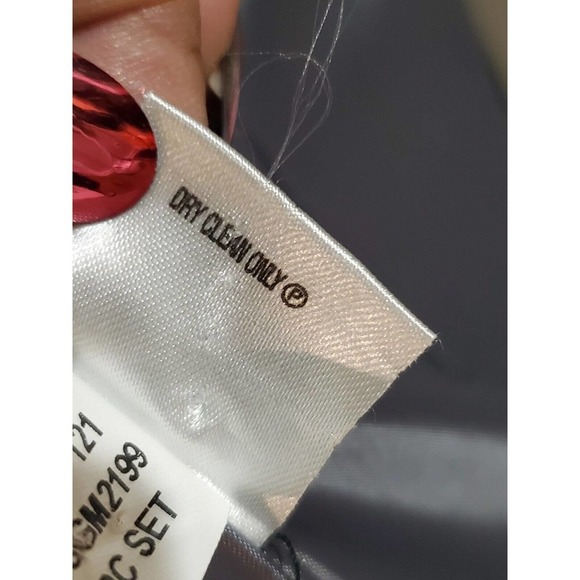 DRY CLEAN ONLY Ⓟ
121
GM2199
C SET